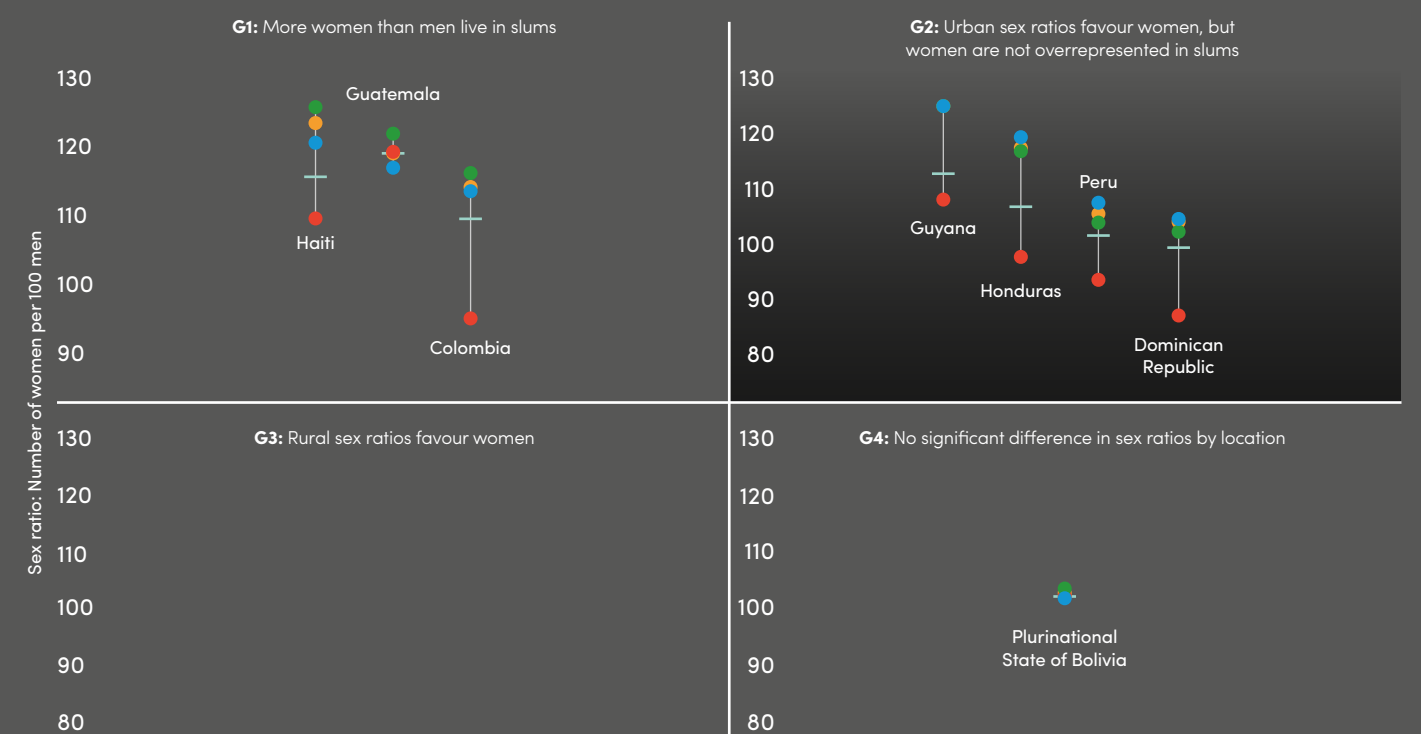 G1: More women than men live in slums
130
120
110
100
90
Guatemala
Haiti
Colombia
G2: Urban sex ratios favour women, but
women are not overrepresented in slums
130
120
110
100
90
80
Guyana
Honduras
Peru
Dominican
Republic
Sex ratio: Number of women per 100 men
G3: Rural sex ratios favour women
130
120
110
100
90
80
G4: No significant difference in sex ratios by location
130
120
110
100
90
80
Plurinational
State of Bolivia